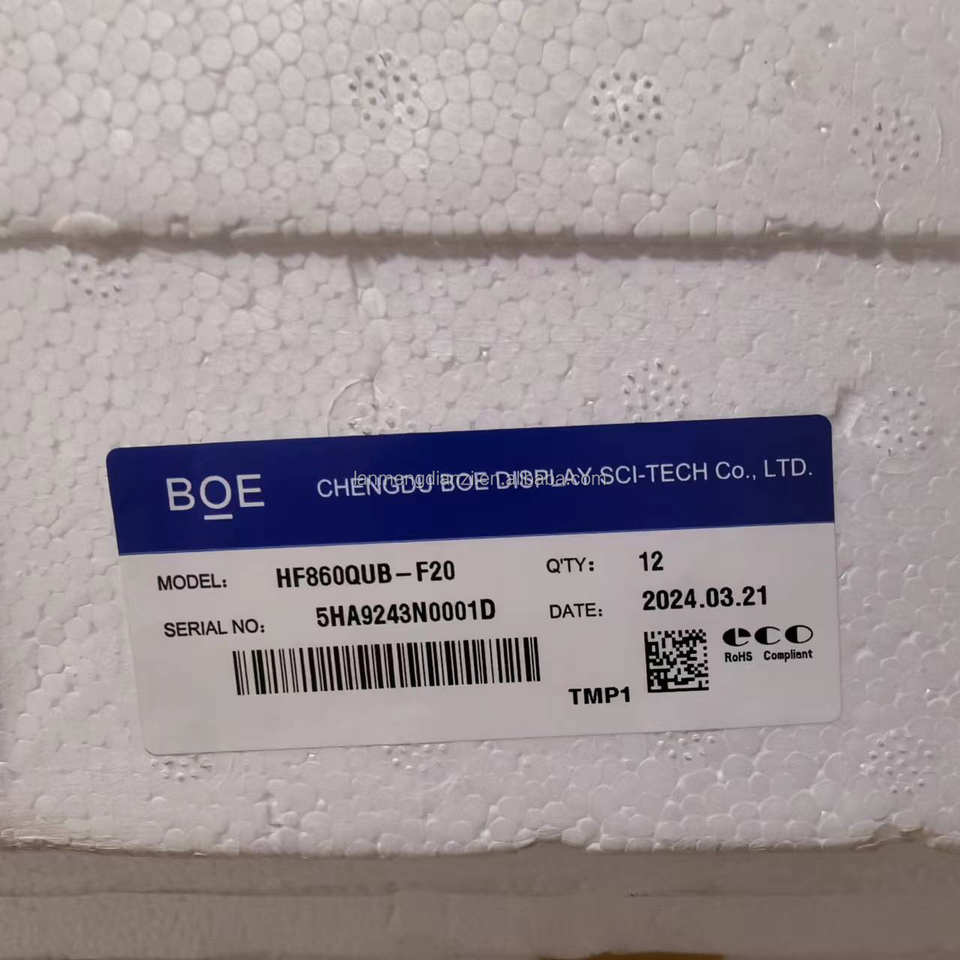 BOE
CHENGDU BOE DISPLAY SCI-TECH Co., LTD.
lanmengdianzi.en.alibaba.com
MODEL: HF860QUB-F20
Q'TY: 12
SERIAL NO: 5HA9243N0001D
DATE: 2024.03.21
eco
RoHS Compliant
TMP1